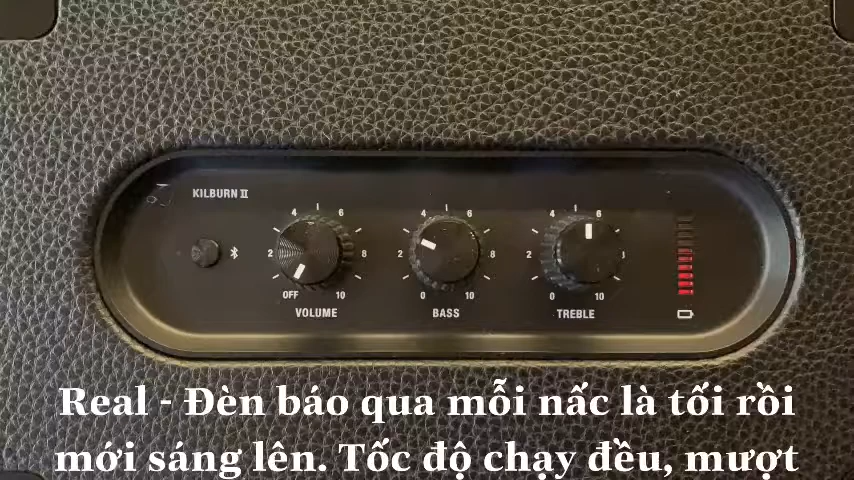 KILBURN II
4 6 4 6 4 6
2 8 2 8 2 8
OFF 10 0 10 0 10
VOLUME BASS TREBLE
Real - Đèn báo qua mỗi nấc là tối rồi
mới sáng lên. Tốc độ chạy đều, mượt